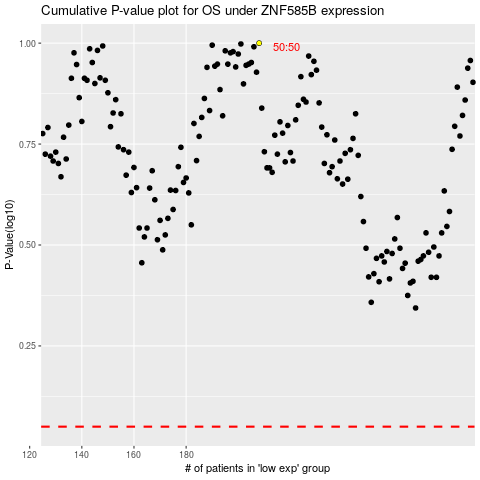 Cumulative P-value plot for OS under ZNF585B expression
P-Value(log10)
1.00
0.75
0.50
0.25
50:50
120 140 160 180
# of patients in 'low exp' group